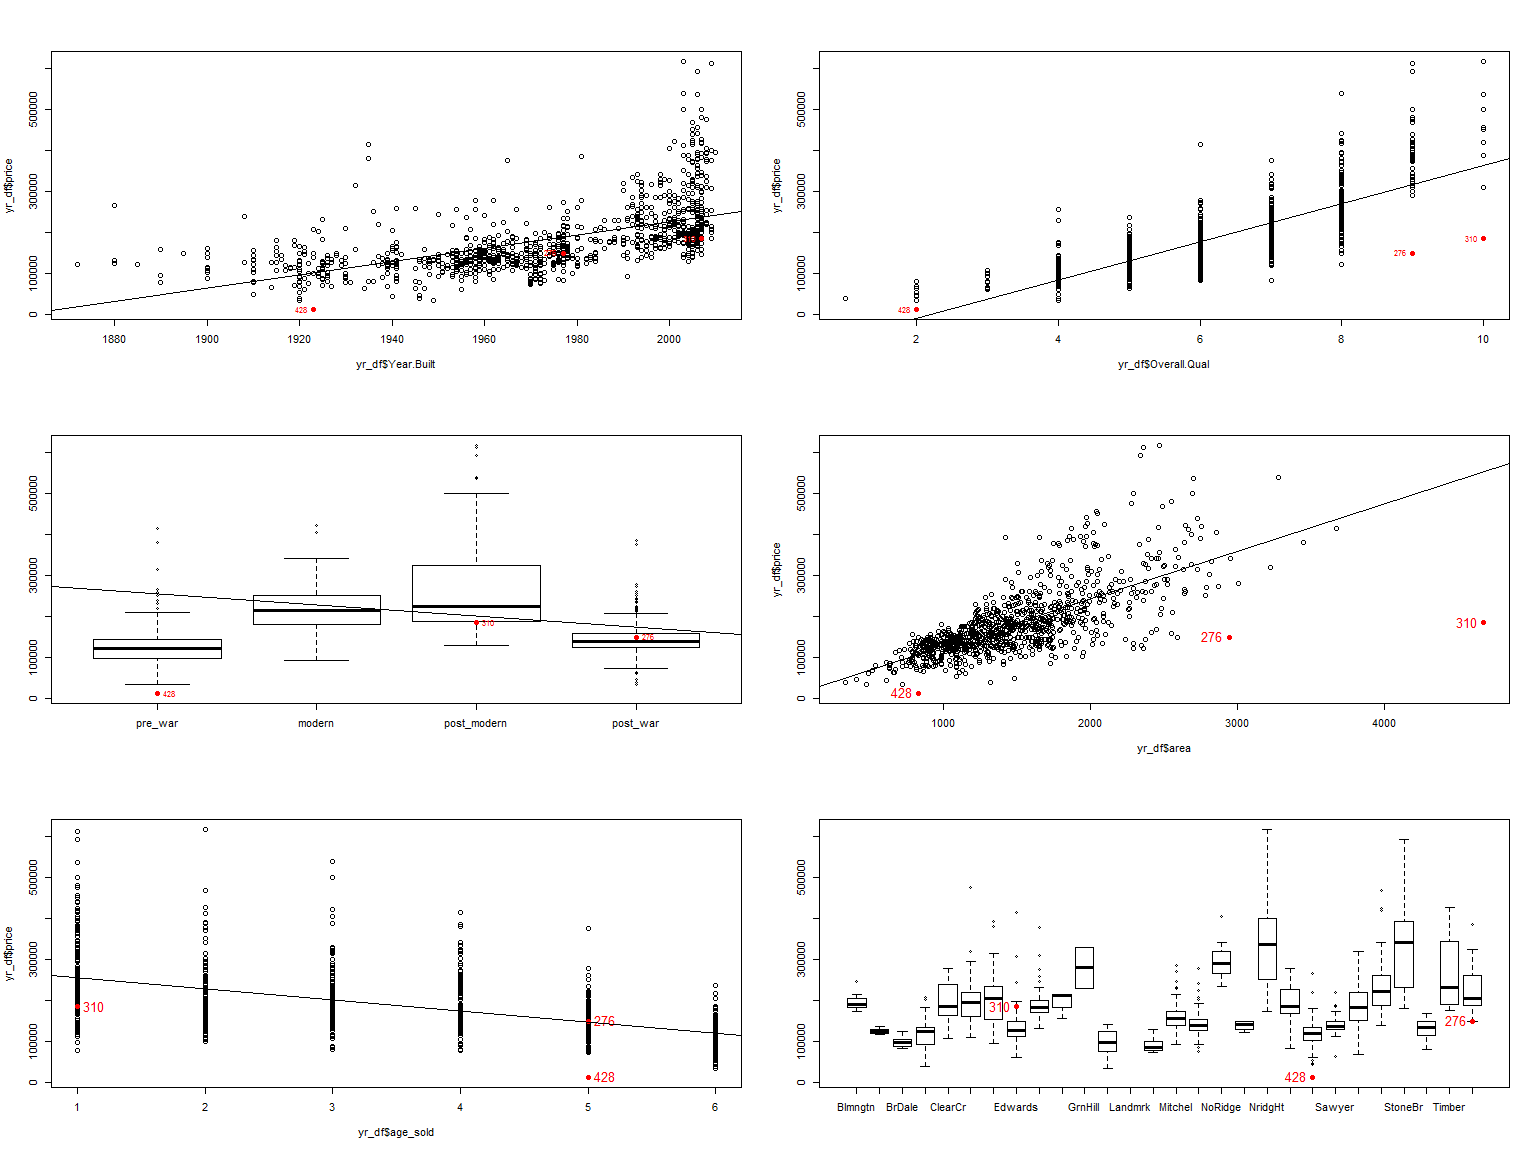 yr_df$price
0 100000 300000 500000
276
310
428
1880 1900 1920 1940 1960 1980 2000
yr_df$Year.Built
yr_df$price
0 100000 300000 500000
310
276
428
2 4 6 8 10
yr_df$Overall.Qual
0 100000 300000 500000
310
276
428
pre_war modern post_modern post_war
yr_df$price
0 100000 300000 500000
310
276
428
1000 2000 3000 4000
yr_df$area
yr_df$price
0 100000 300000 500000
310
276
428
1 2 3 4 5 6
yr_df$age_sold
0 100000 300000 500000
310
276
428
Blmngtn BrDale ClearCr Edwards GrnHill Landmrk Mitchel NoRidge NridgHt Sawyer StoneBr Timber